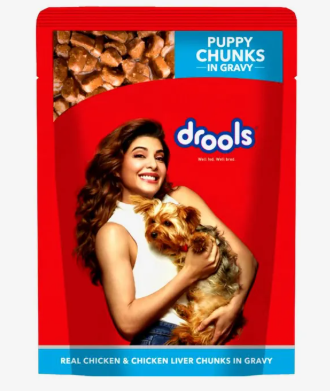 PUPPY
CHUNKS
IN GRAVY
drools
REAL CHICKEN & CHICKEN LIVER CHUNKS IN GRAVY